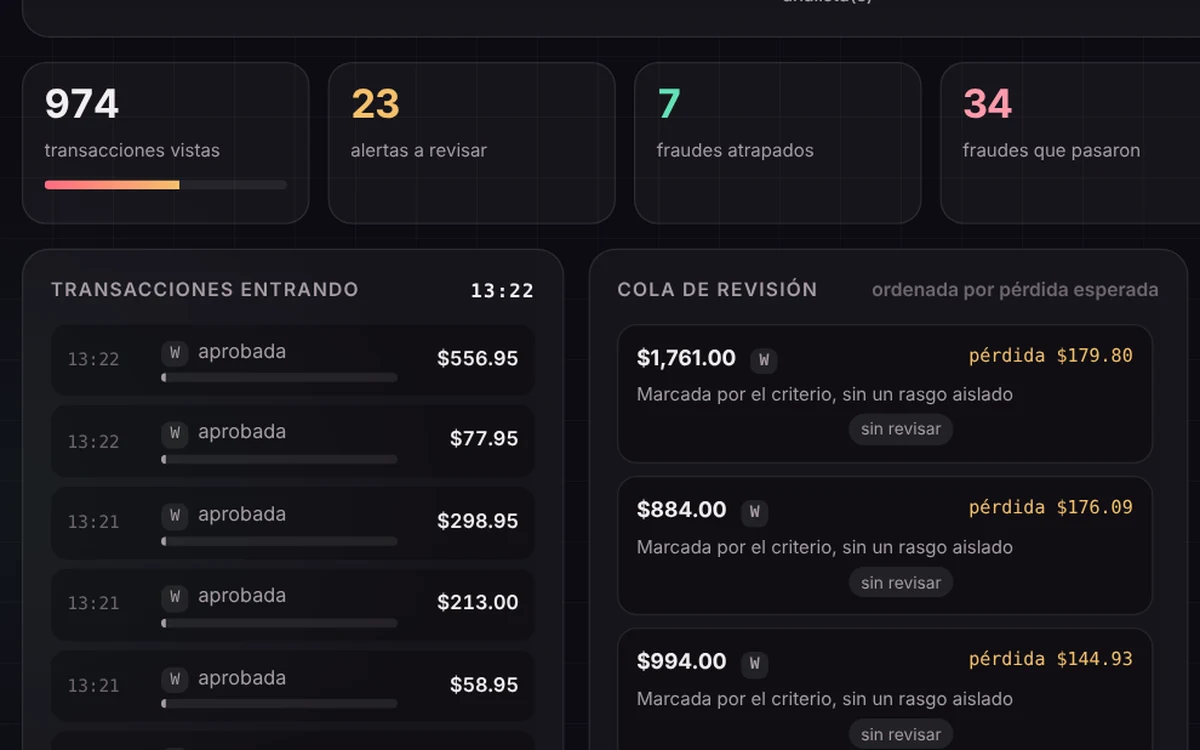 974
transacciones vistas
23
alertas a revisar
7
fraudes atrapados
34
fraudes que pasaron
TRANSACCIONES ENTRANDO 13:22
13:22 W aprobada $556.95
13:22 W aprobada $77.95
13:21 W aprobada $298.95
13:21 W aprobada $213.00
13:21 W aprobada $58.95
COLA DE REVISIÓN ordenada por pérdida esperada
$1,761.00 W pérdida $179.80
Marcada por el criterio, sin un rasgo aislado
sin revisar
$884.00 W pérdida $176.09
Marcada por el criterio, sin un rasgo aislado
sin revisar
$994.00 W pérdida $144.93
Marcada por el criterio, sin un rasgo aislado
sin revisar